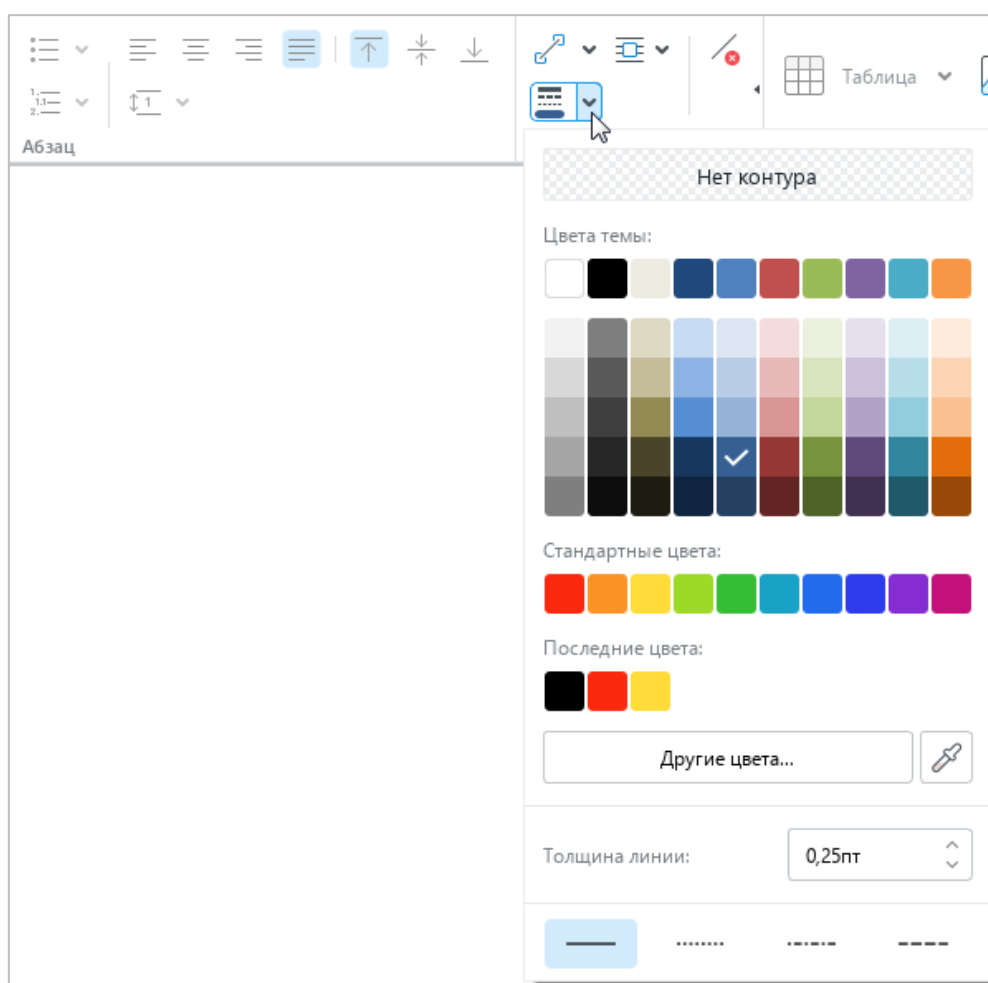 Таблица
Абзац
Нет контура
Цвета темы:
Стандартные цвета:
Последние цвета:
Другие цвета...
Толщина линии:
0,25пт